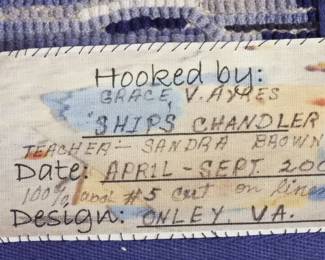 Hooked by:
GRACE V. AYRES
"SHIPS CHANDLER
TEACHER - SANDRA BROWN
Date: APRIL - SEPT. 200
100% wool #5 cut on linen
Design: ONLEY, VA.